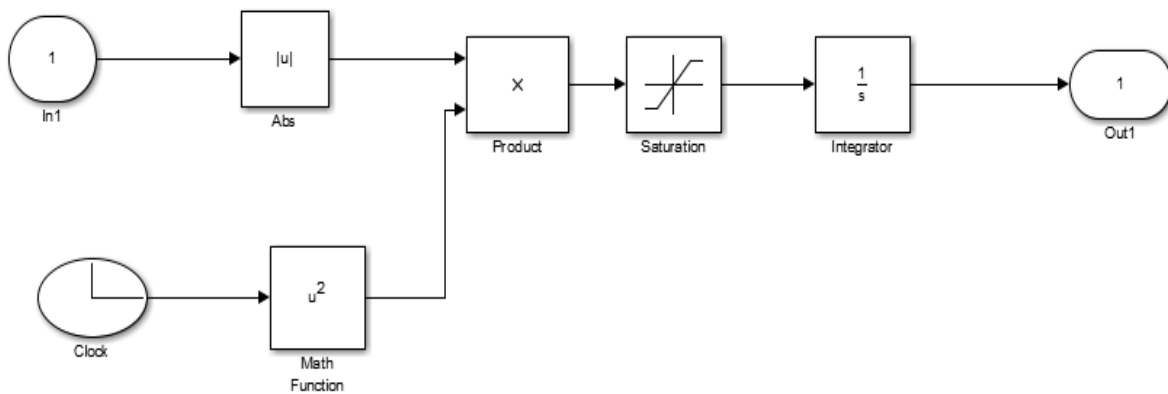 1
In1
|u|
Abs
X
Product
Saturation
1
s
Integrator
1
Out1
Clock
u²
Math
Function